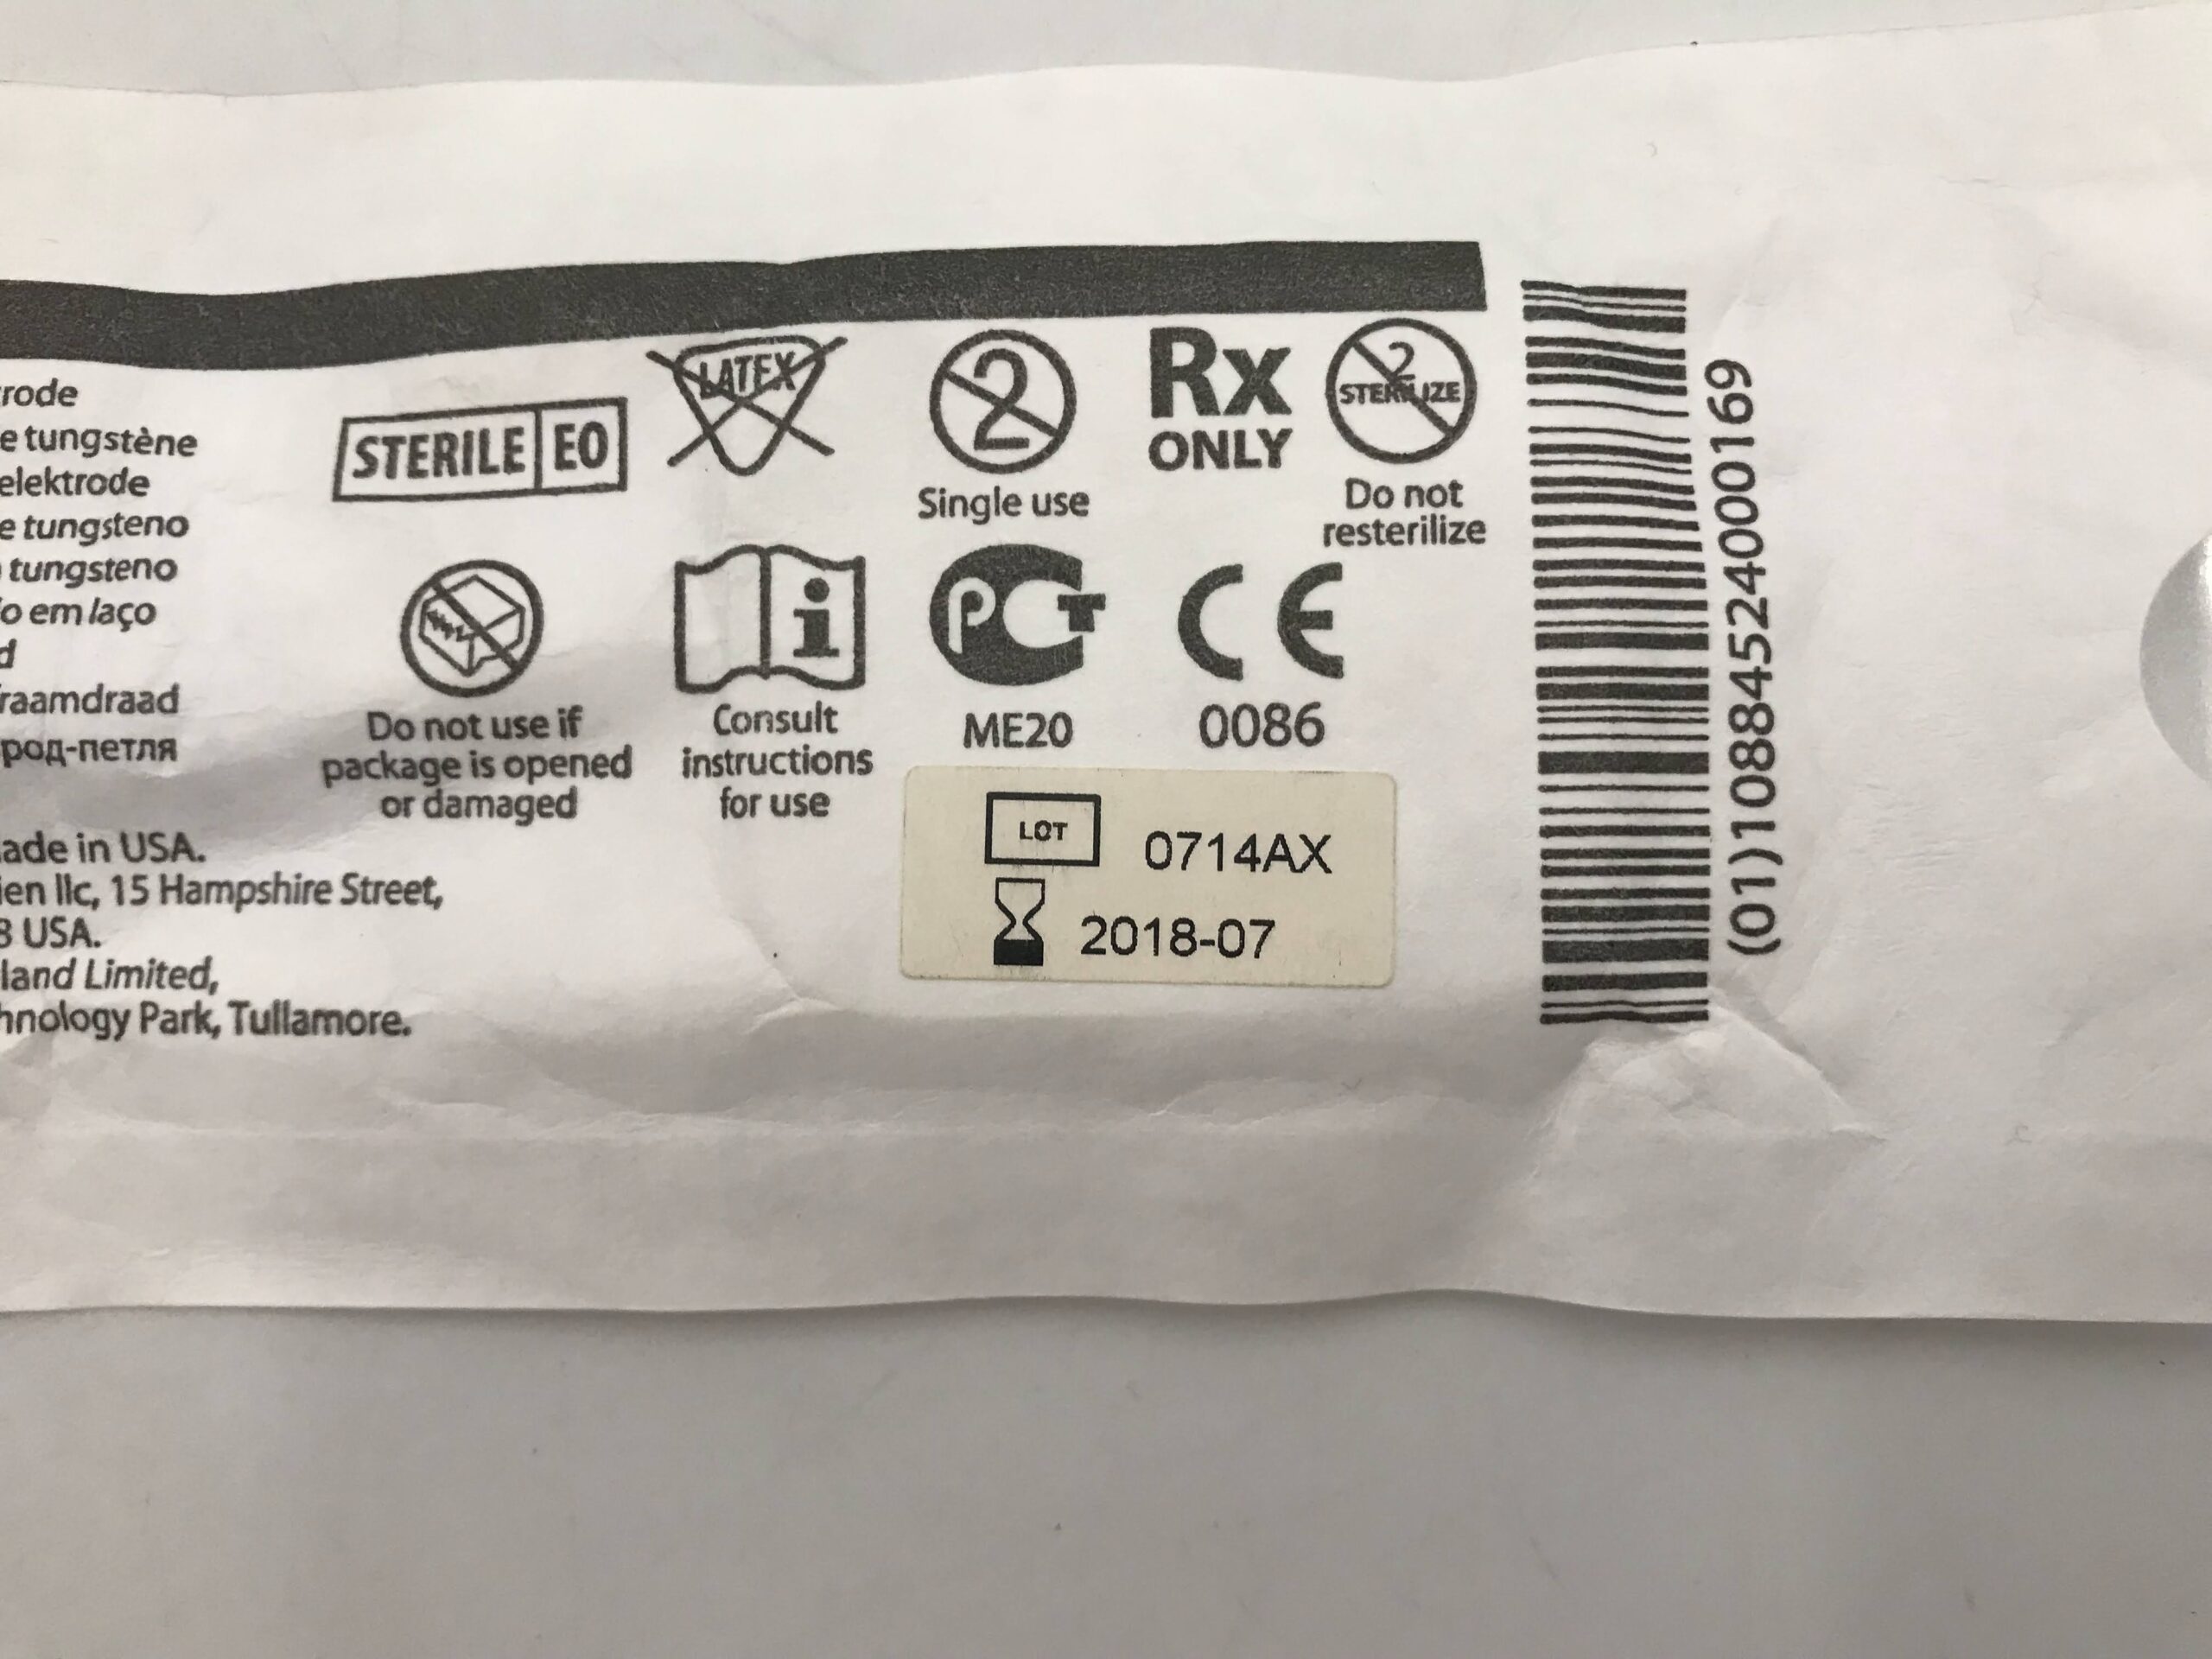 rode
e tungstène
elektrode
e tungsteno
tungsteno
o em laço
d
raamdraad
род-петля
ade in USA.
ien llc, 15 Hampshire Street,
8 USA.
land Limited,
hnology Park, Tullamore.
STERILE EO
LATEX
2
Single use
Rx
ONLY
2
STERILIZE
Do not
resterilize
Do not use if
package is opened
or damaged
i
Consult
instructions
for use
PCT
ME20
CE
0086
LOT 0714AX
2018-07
(01)10884524000169